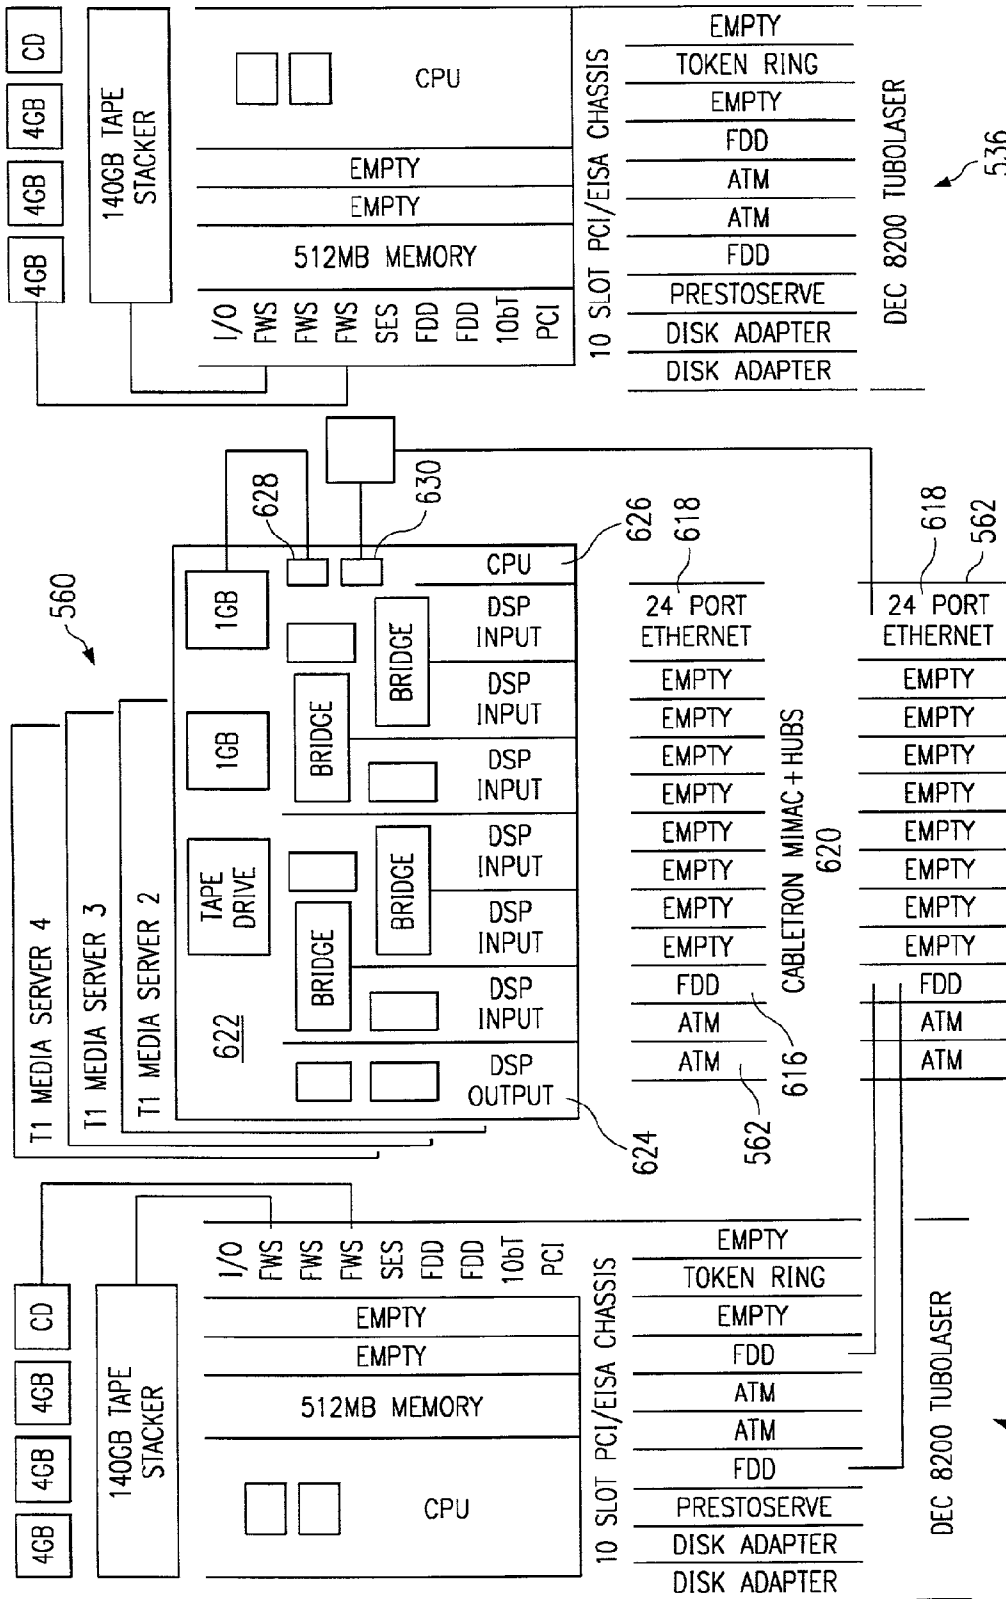 4GB
4GB
4GB
CD
140GB TAPE
STACKER
CPU
512MB MEMORY
EMPTY
EMPTY
I/O
FWS
FWS
FWS
SES
FDD
FDD
10bT
PCI
10 SLOT PCI/EISA CHASSIS
DISK ADAPTER
DISK ADAPTER
PRESTOSERVE
FDD
ATM
ATM
FDD
EMPTY
TOKEN RING
EMPTY
DEC 8200 TUBOLASER
560
T1 MEDIA SERVER 4
T1 MEDIA SERVER 3
T1 MEDIA SERVER 2
622
TAPE
DRIVE
1GB
1GB
628
BRIDGE
BRIDGE
630
BRIDGE
BRIDGE
DSP
OUTPUT
DSP
INPUT
DSP
INPUT
DSP
INPUT
DSP
INPUT
DSP
INPUT
DSP
INPUT
CPU
624
626
562
616
618
ATM
ATM
FDD
EMPTY
EMPTY
EMPTY
EMPTY
EMPTY
EMPTY
EMPTY
EMPTY
24 PORT
ETHERNET
CABLETRON MIMAC+HUBS
620
ATM
ATM
FDD
EMPTY
EMPTY
EMPTY
EMPTY
EMPTY
EMPTY
EMPTY
EMPTY
24 PORT
ETHERNET
618
562
4GB
4GB
4GB
CD
140GB TAPE
STACKER
I/O
FWS
FWS
FWS
SES
FDD
FDD
10bT
PCI
512MB MEMORY
EMPTY
EMPTY
CPU
10 SLOT PCI/EISA CHASSIS
DISK ADAPTER
DISK ADAPTER
PRESTOSERVE
FDD
ATM
ATM
FDD
EMPTY
TOKEN RING
EMPTY
DEC 8200 TUBOLASER
536